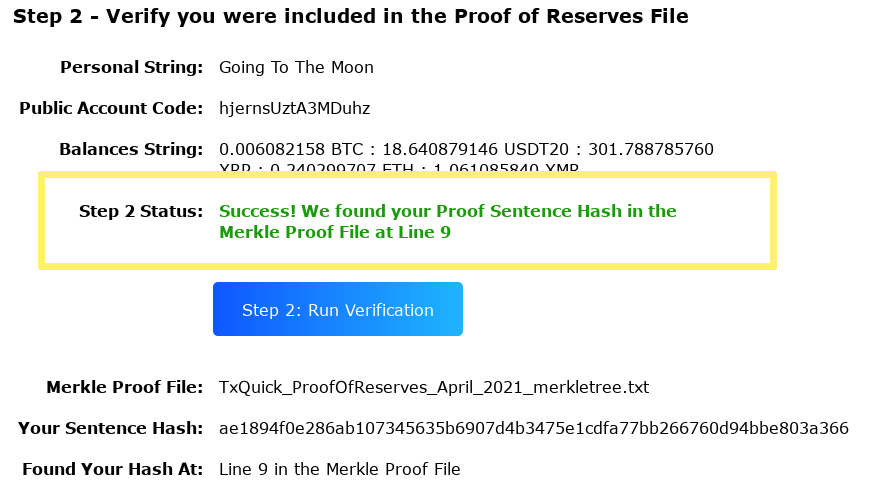 Step 2 - Verify you were included in the Proof of Reserves File
Personal String: Going To The Moon
Public Account Code: hjernsUztA3MDuhz
Balances String: 0.006082158 BTC : 18.640879146 USDT20 : 301.788785760
XRP : 0.240299707 ETH : 1.061085840 XMR
Step 2 Status: Success! We found your Proof Sentence Hash in the
Merkle Proof File at Line 9
Step 2: Run Verification
Merkle Proof File: TxQuick_ProofOfReserves_April_2021_merkletree.txt
Your Sentence Hash: ae1894f0e286ab107345635b6907d4b3475e1cdfa77bb266760d94bbe803a366
Found Your Hash At: Line 9 in the Merkle Proof File